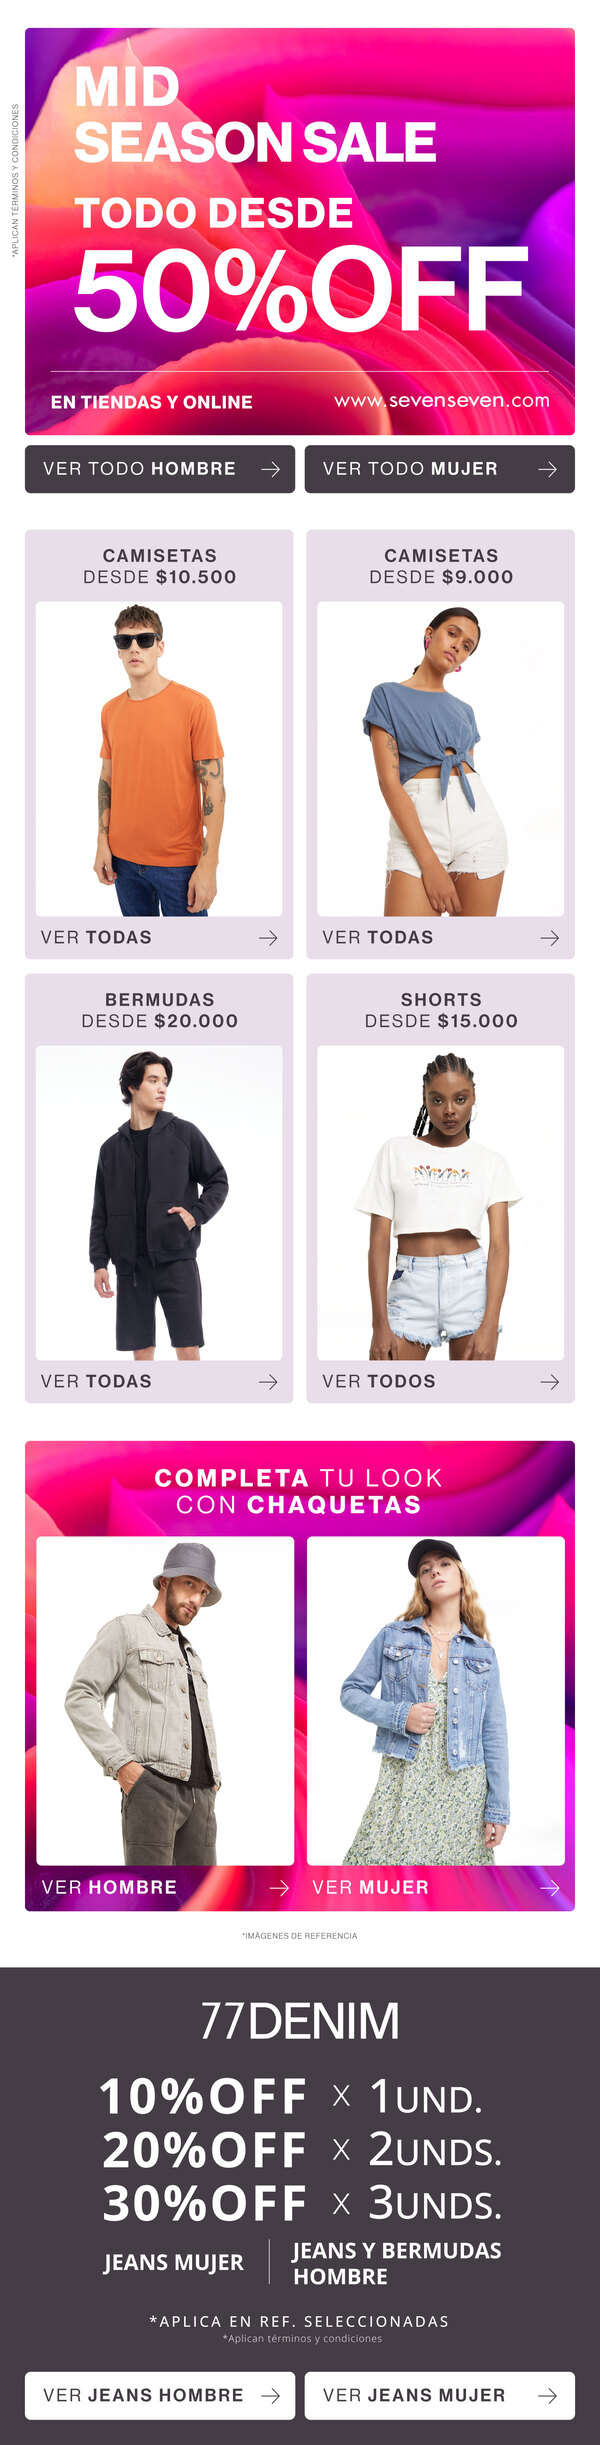 *APLICAN TÉRMINOS Y CONDICIONES
MID
SEASON SALE
TODO DESDE
50%OFF
EN TIENDAS Y ONLINE
www.sevenseven.com
VER TODO HOMBRE
VER TODO MUJER
CAMISETAS
DESDE $10.500
CAMISETAS
DESDE $9.000
VER TODAS
VER TODAS
BERMUDAS
DESDE $20.000
SHORTS
DESDE $15.000
VER TODAS
VER TODOS
COMPLETA TU LOOK
CON CHAQUETAS
VER HOMBRE
VER MUJER
*IMÁGENES DE REFERENCIA
77DENIM
10%OFF X 1UND.
20%OFF X 2UNDS.
30%OFF X 3UNDS.
JEANS MUJER
JEANS Y BERMUDAS
HOMBRE
*APLICA EN REF. SELECCIONADAS
*Aplican términos y condiciones
VER JEANS HOMBRE
VER JEANS MUJER